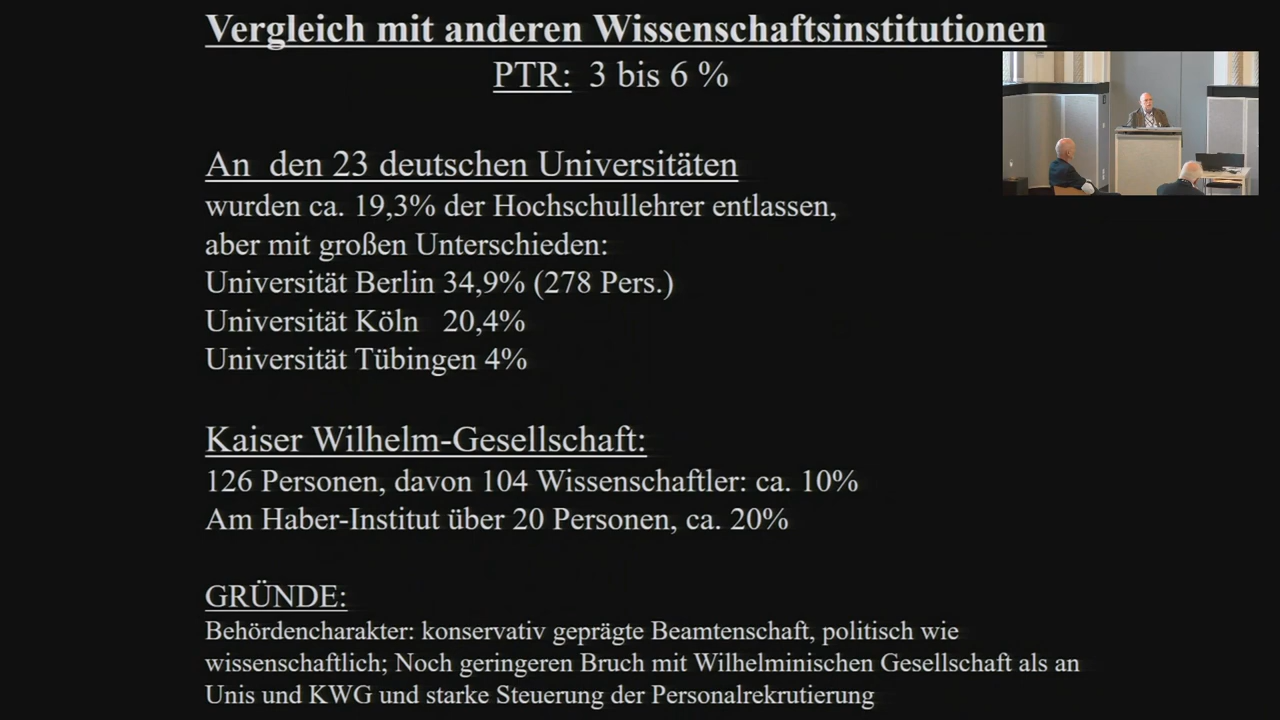 Vergleich mit anderen Wissenschaftsinstitutionen
PTR: 3 bis 6 %
An den 23 deutschen Universitäten
wurden ca. 19,3% der Hochschullehrer entlassen,
aber mit großen Unterschieden:
Universität Berlin 34,9% (278 Pers.)
Universität Köln 20,4%
Universität Tübingen 4%
Kaiser Wilhelm-Gesellschaft:
126 Personen, davon 104 Wissenschaftler: ca. 10%
Am Haber-Institut über 20 Personen, ca. 20%
GRÜNDE:
Behördencharakter: konservativ geprägte Beamtenschaft, politisch wie
wissenschaftlich; Noch geringeren Bruch mit Wilhelminischen Gesellschaft als an
Unis und KWG und starke Steuerung der Personalrekrutierung